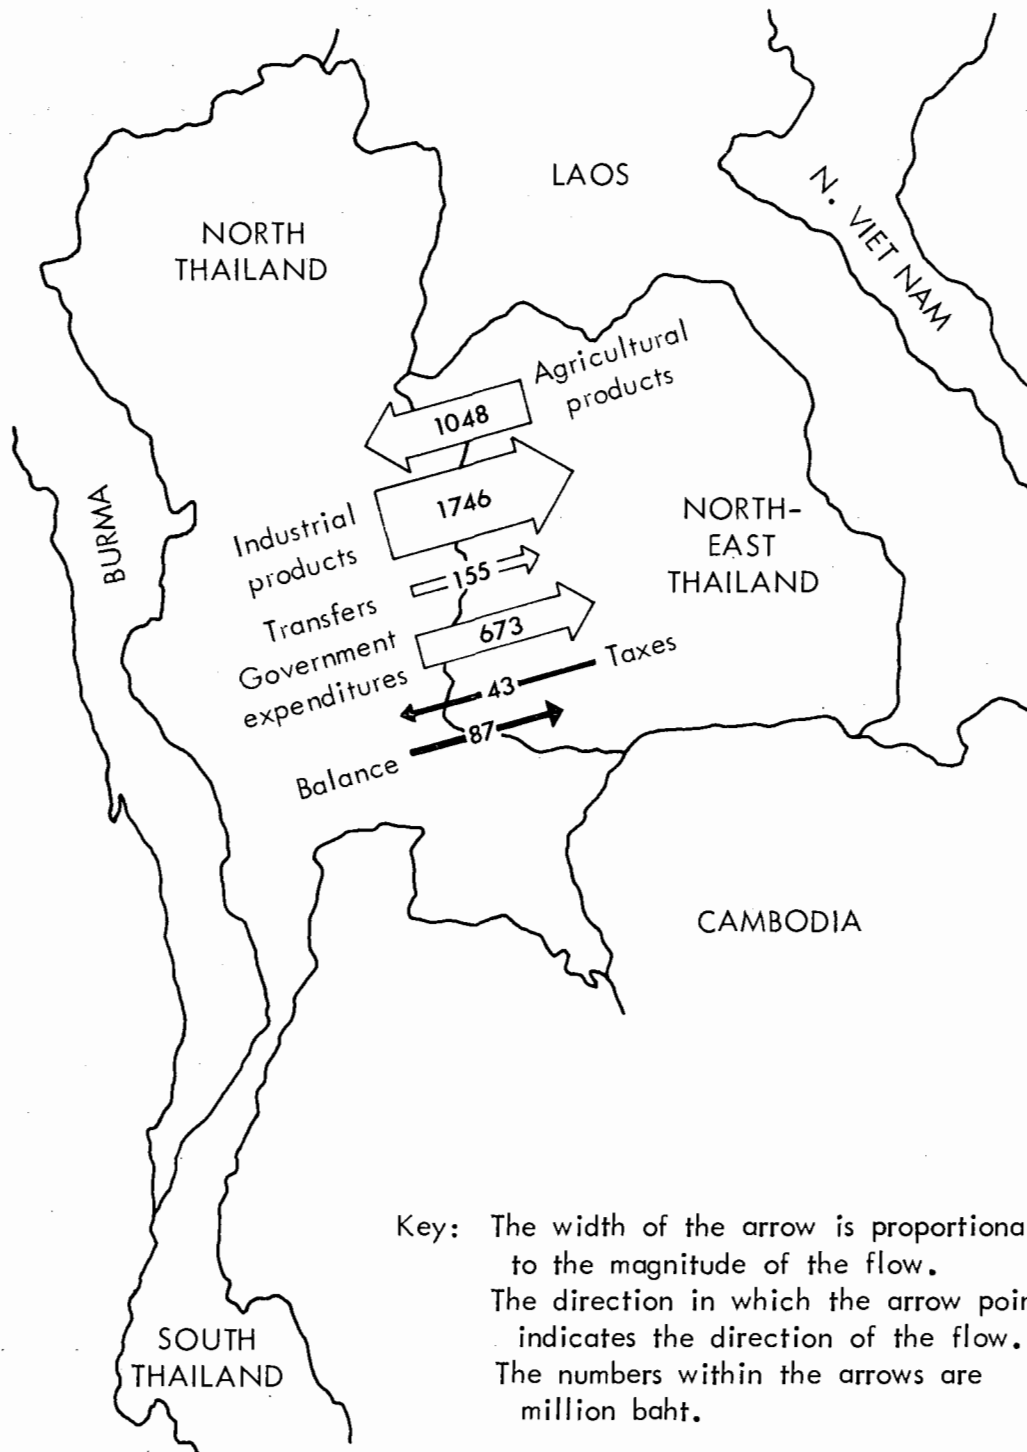 LAOS
N. VIET NAM
NORTH
THAILAND
Agricultural
products
1048
1746
Industrial
products
BURMA
NORTH-
EAST
THAILAND
155
Transfers
673
Government
expenditures
Taxes
43
87
Balance
CAMBODIA
Key: The width of the arrow is proportiona
to the magnitude of the flow.
The direction in which the arrow poin
indicates the direction of the flow.
The numbers within the arrows are
million baht.
SOUTH
THAILAND